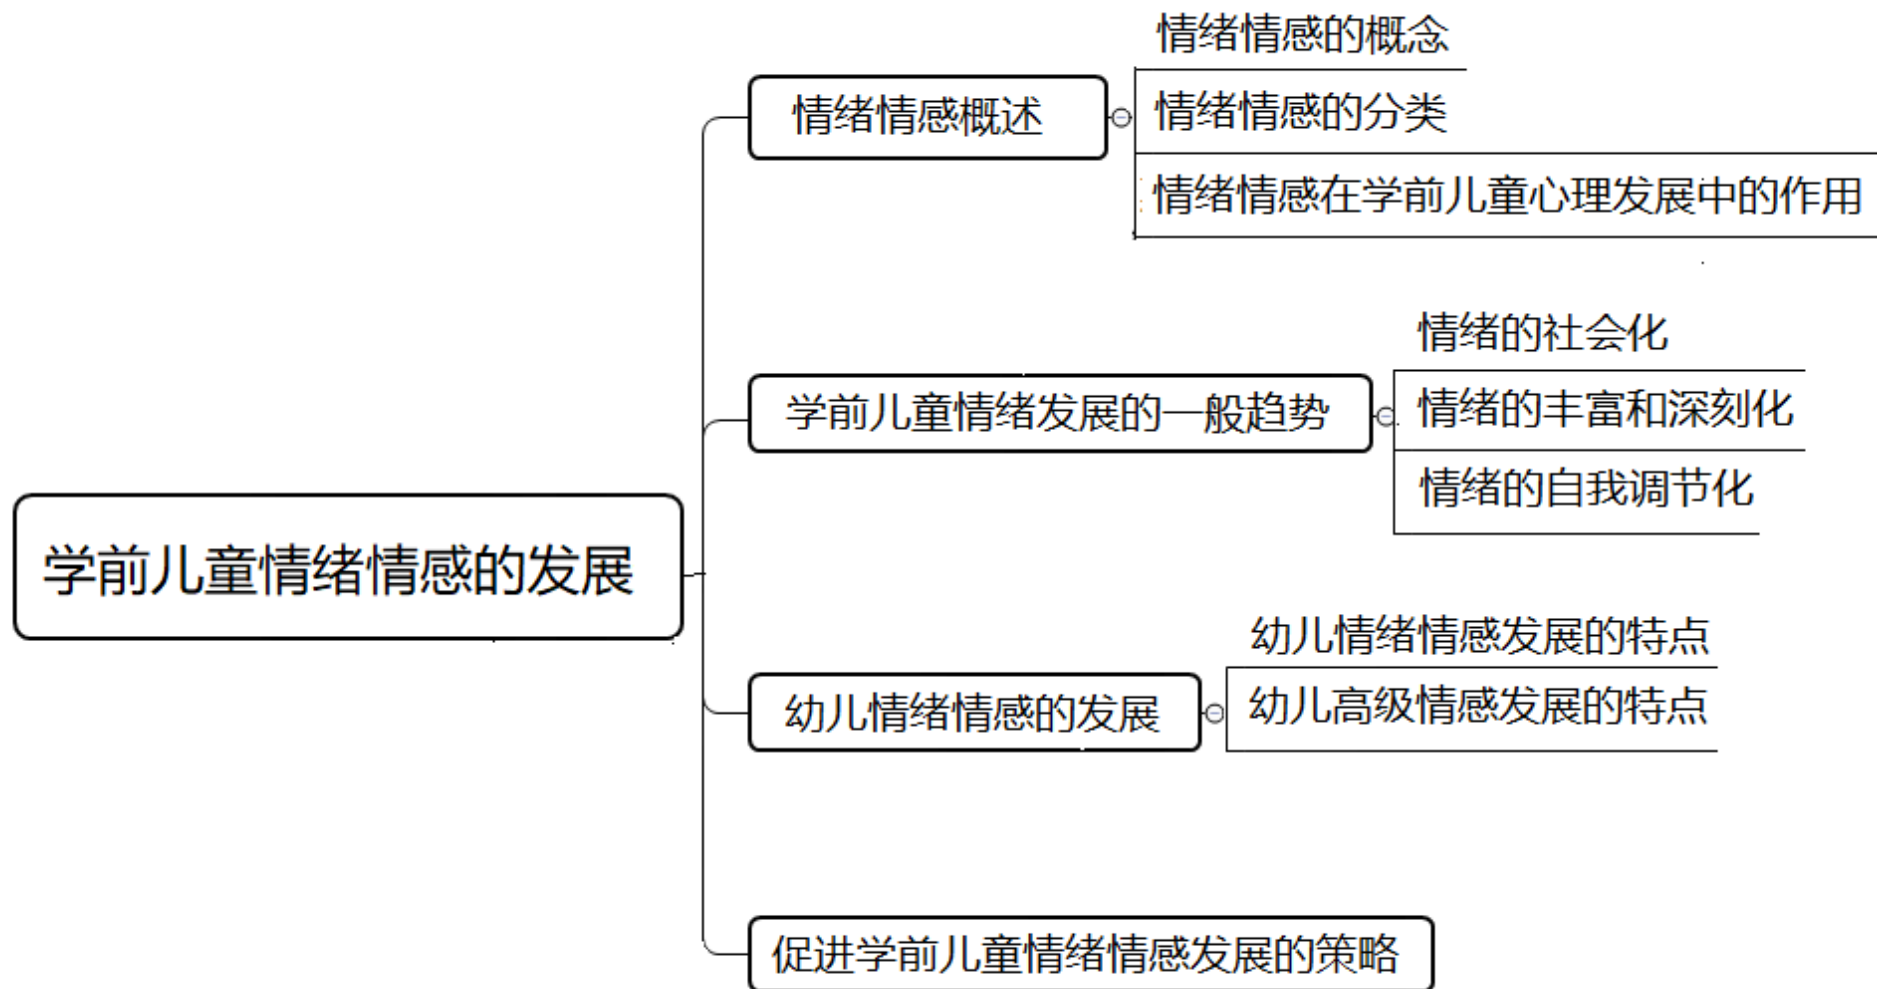 学前儿童情绪情感的发展
情绪情感概述
情绪情感的概念
情绪情感的分类
情绪情感在学前儿童心理发展中的作用
学前儿童情绪发展的一般趋势
情绪的社会化
情绪的丰富和深刻化
情绪的自我调节化
幼儿情绪情感的发展
幼儿情绪情感发展的特点
幼儿高级情感发展的特点
促进学前儿童情绪情感发展的策略